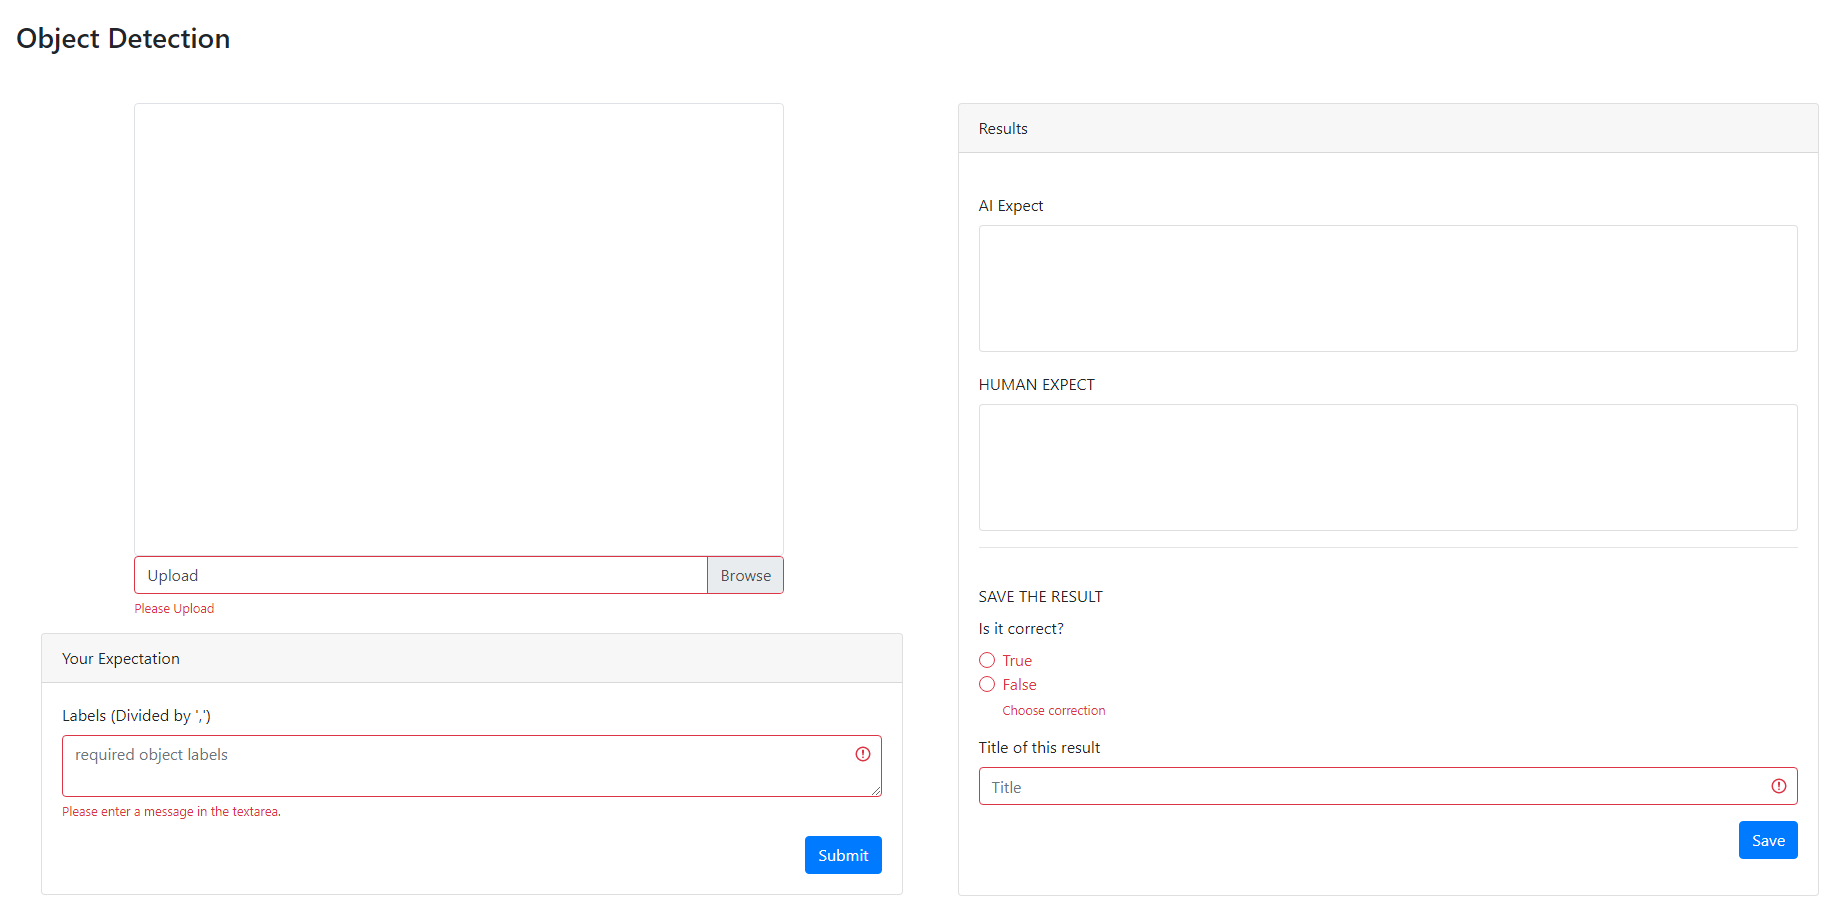 Object Detection
Upload
Browse
Please Upload
Your Expectation
Labels (Divided by ',')
required object labels
Please enter a message in the textarea.
Submit
Results
AI Expect
HUMAN EXPECT
SAVE THE RESULT
Is it correct?
True
False
Choose correction
Title of this result
Title
Save